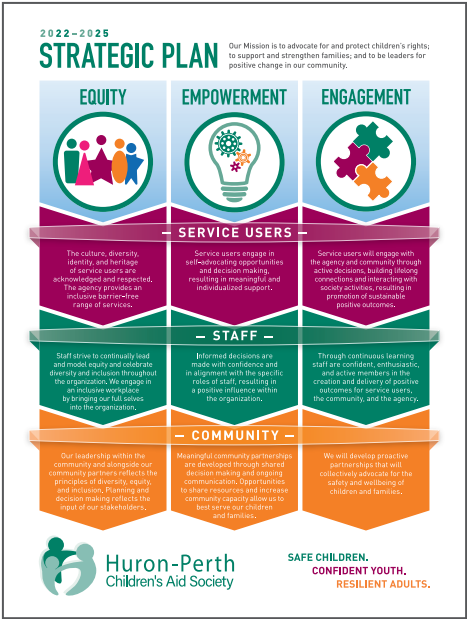 2022–2025
STRATEGIC PLAN
Our Mission is to advocate for and protect children's rights;
to support and strengthen families; and to be leaders for
positive change in our community.
EQUITY
EMPOWERMENT
ENGAGEMENT
– SERVICE USERS –
The culture, diversity,
identity, and heritage
of service users are
acknowledged and respected.
The agency provides an
inclusive barrier-free
range of services.
Service users engage in
self-advocating opportunities
and decision making,
resulting in meaningful and
individualized support.
Service users will engage with
the agency and community through
active decisions, building lifelong
connections and interacting with
society activities, resulting in
promotion of sustainable
positive outcomes.
– STAFF –
Staff strive to continually lead
and model equity and celebrate
diversity and inclusion throughout
the organization. We engage in
an inclusive workplace
by bringing our full selves
into the organization.
Informed decisions are
made with confidence and
in alignment with the specific
roles of staff, resulting in
a positive influence within
the organization.
Through continuous learning
staff are confident, enthusiastic,
and active members in the
creation and delivery of positive
outcomes for service users,
the community, and the agency.
– COMMUNITY –
Our leadership within the
community and alongside our
community partners reflects the
principles of diversity, equity,
and inclusion. Planning and
decision making reflects the
input of our stakeholders.
Meaningful community partnerships
are developed through shared
decision making and ongoing
communication. Opportunities
to share resources and increase
community capacity allow us to
best serve our children
and families.
We will develop proactive
partnerships that will
collectively advocate for the
safety and wellbeing of
children and families.
Huron-Perth
Children's Aid Society
SAFE CHILDREN.
CONFIDENT YOUTH.
RESILIENT ADULTS.